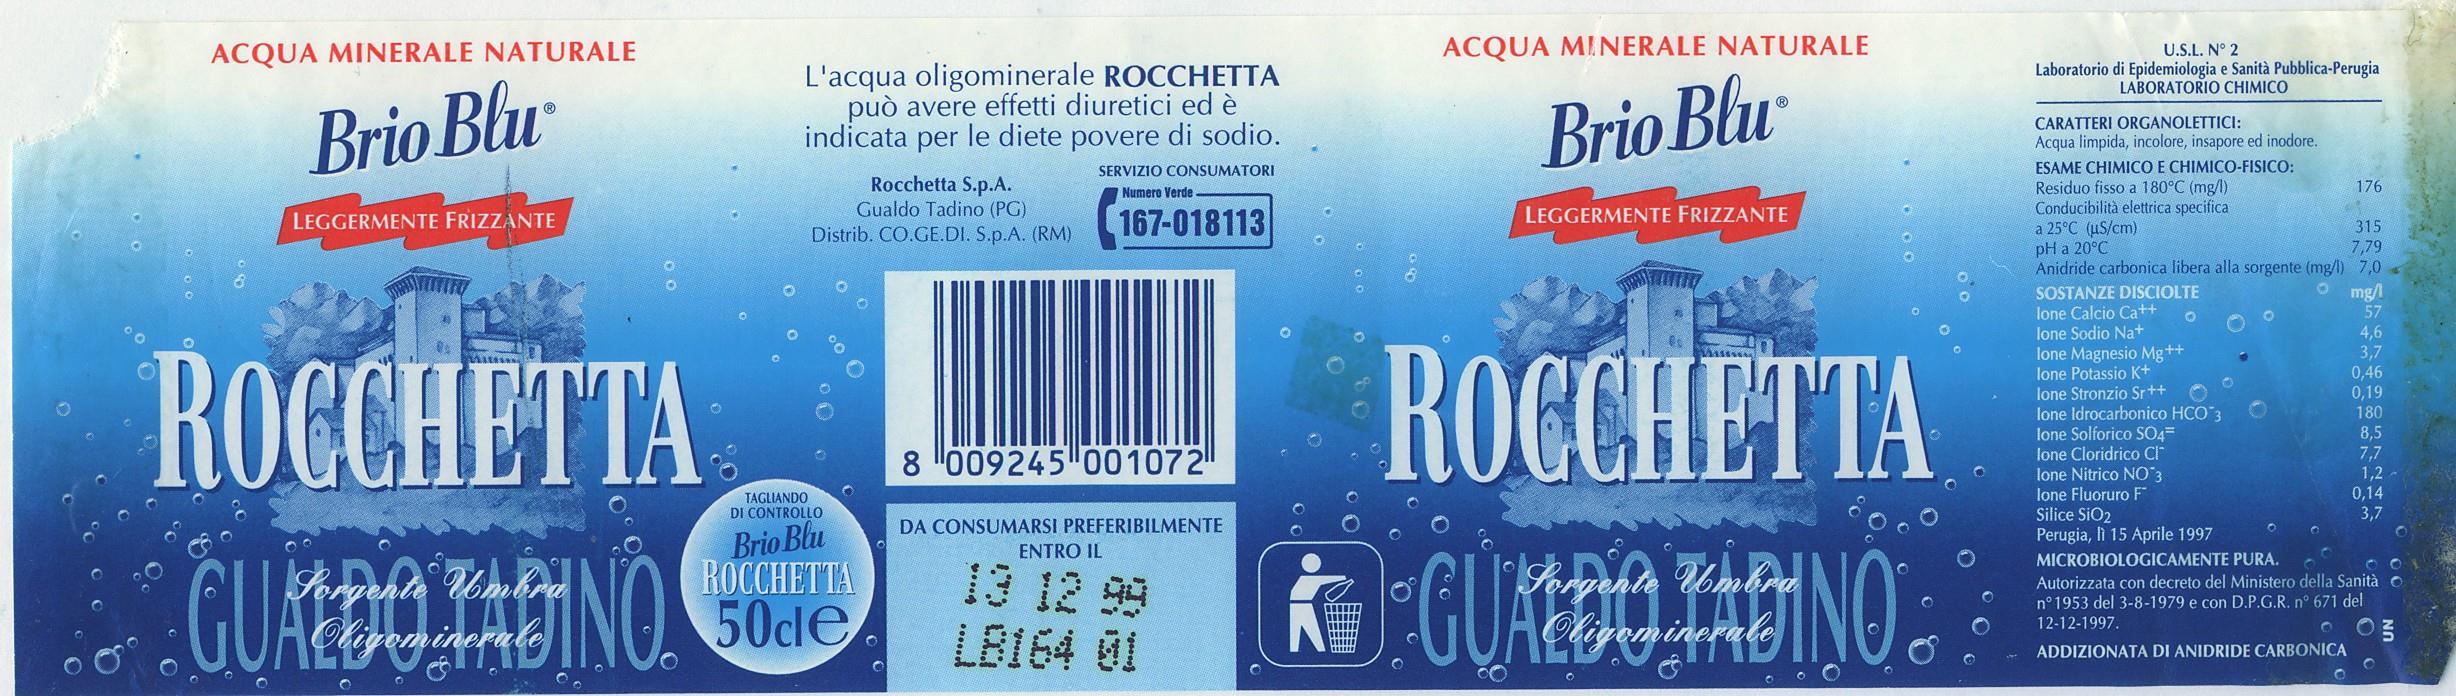 ACQUA MINERALE NATURALE
Brio Blu®
LEGGERMENTE FRIZZANTE
ROCCHETTA
GUALDO TADINO
Sorgente Umbra
Oligominerale
TAGLIANDO
DI CONTROLLO
Brio Blu
ROCCHETTA
50cl e
L'acqua oligominerale ROCCHETTA
può avere effetti diuretici ed è
indicata per le diete povere di sodio.
Rocchetta S.p.A.
Gualdo Tadino (PG)
Distrib. CO.GE.DI. S.p.A. (RM)
SERVIZIO CONSUMATORI
Numero Verde
167-018113
8 009245 001072
DA CONSUMARSI PREFERIBILMENTE
ENTRO IL
13 12 99
LB164 01
ACQUA MINERALE NATURALE
Brio Blu®
LEGGERMENTE FRIZZANTE
ROCCHETTA
GUALDO TADINO
Sorgente Umbra
Oligominerale
U.S.L. N° 2
Laboratorio di Epidemiologia e Sanità Pubblica-Perugia
LABORATORIO CHIMICO
CARATTERI ORGANOLETTICI:
Acqua limpida, incolore, insapore ed inodore.
ESAME CHIMICO E CHIMICO-FISICO:
Residuo fisso a 180°C (mg/l) 176
Conducibilità elettrica specifica
a 25°C (µS/cm) 315
pH a 20°C 7,79
Anidride carbonica libera alla sorgente (mg/l) 7,0
SOSTANZE DISCIOLTE mg/l
Ione Calcio Ca++ 57
Ione Sodio Na+ 4,6
Ione Magnesio Mg++ 3,7
Ione Potassio K+ 0,46
Ione Stronzio Sr++ 0,19
Ione Idrocarbonico HCO-3 180
Ione Solforico SO4= 8,5
Ione Cloridrico Cl- 7,7
Ione Nitrico NO-3 1,2
Ione Fluoruro F- 0,14
Silice SiO2 3,7
Perugia, lì 15 Aprile 1997
MICROBIOLOGICAMENTE PURA.
Autorizzata con decreto del Ministero della Sanità
n°1953 del 3-8-1979 e con D.P.G.R. n° 671 del
12-12-1997.
ADDIZIONATA DI ANIDRIDE CARBONICA
UN